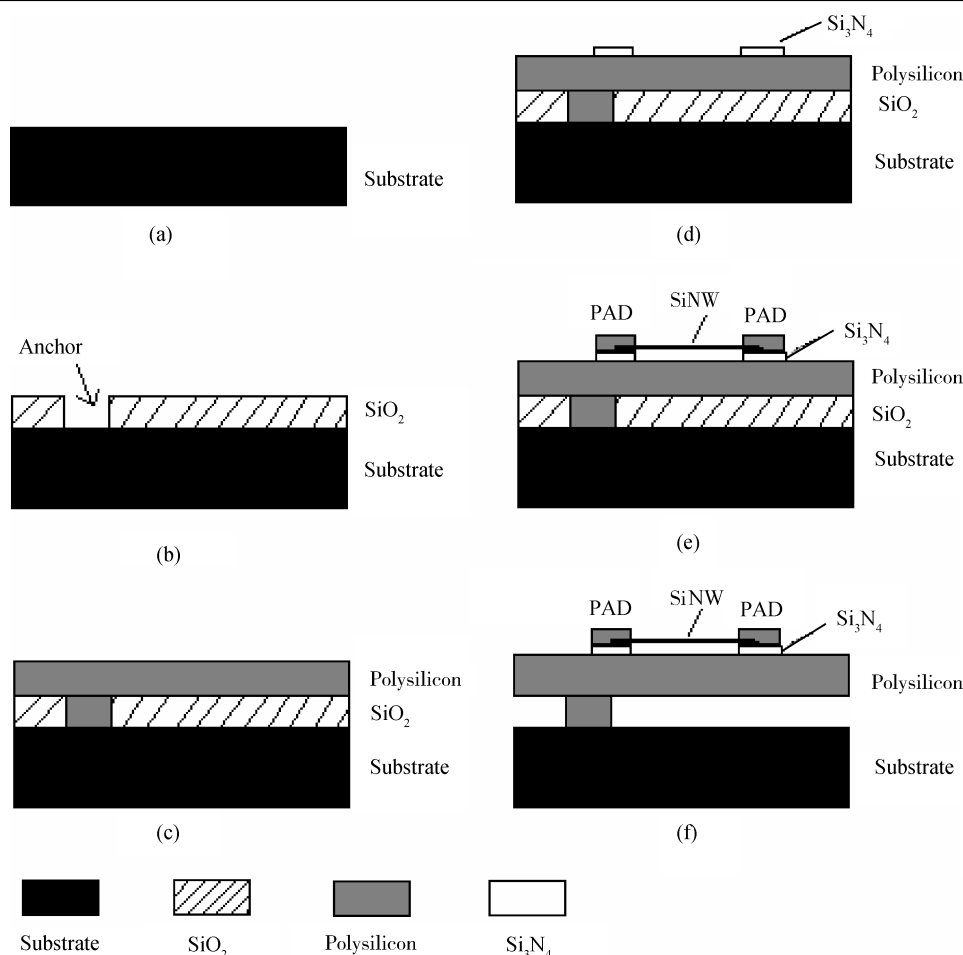 Substrate
(a)
Anchor
SiO₂
Substrate
(b)
Polysilicon
SiO₂
Substrate
(c)
Si₃N₄
Polysilicon
SiO₂
Substrate
(d)
SiNW
PAD
PAD
Si₃N₄
Polysilicon
SiO₂
Substrate
(e)
SiNW
PAD
PAD
Si₃N₄
Polysilicon
Substrate
(f)
Substrate
SiO₂
Polysilicon
Si₃N₄